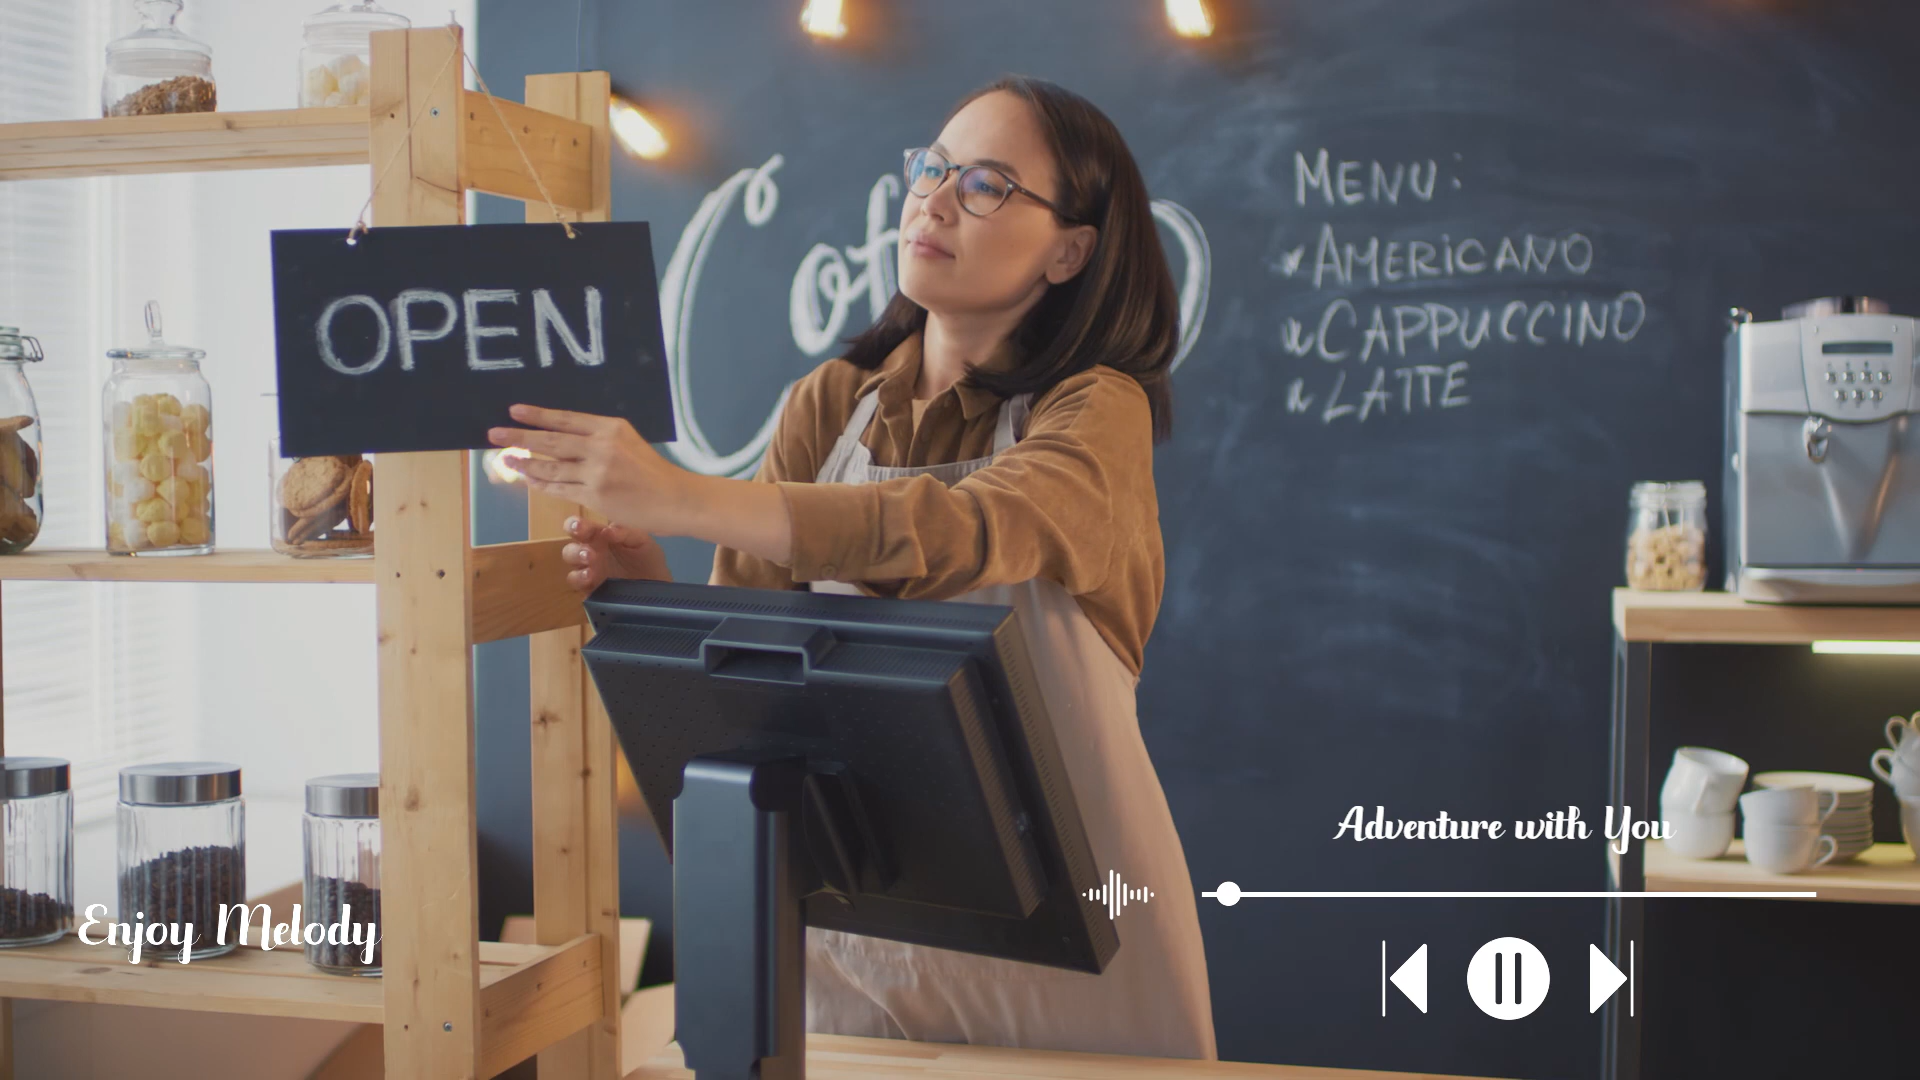 OPEN
Cof
MENU:
AMERICANO
CAPPUCCINO
LATTE
Adventure with You
Enjoy Melody